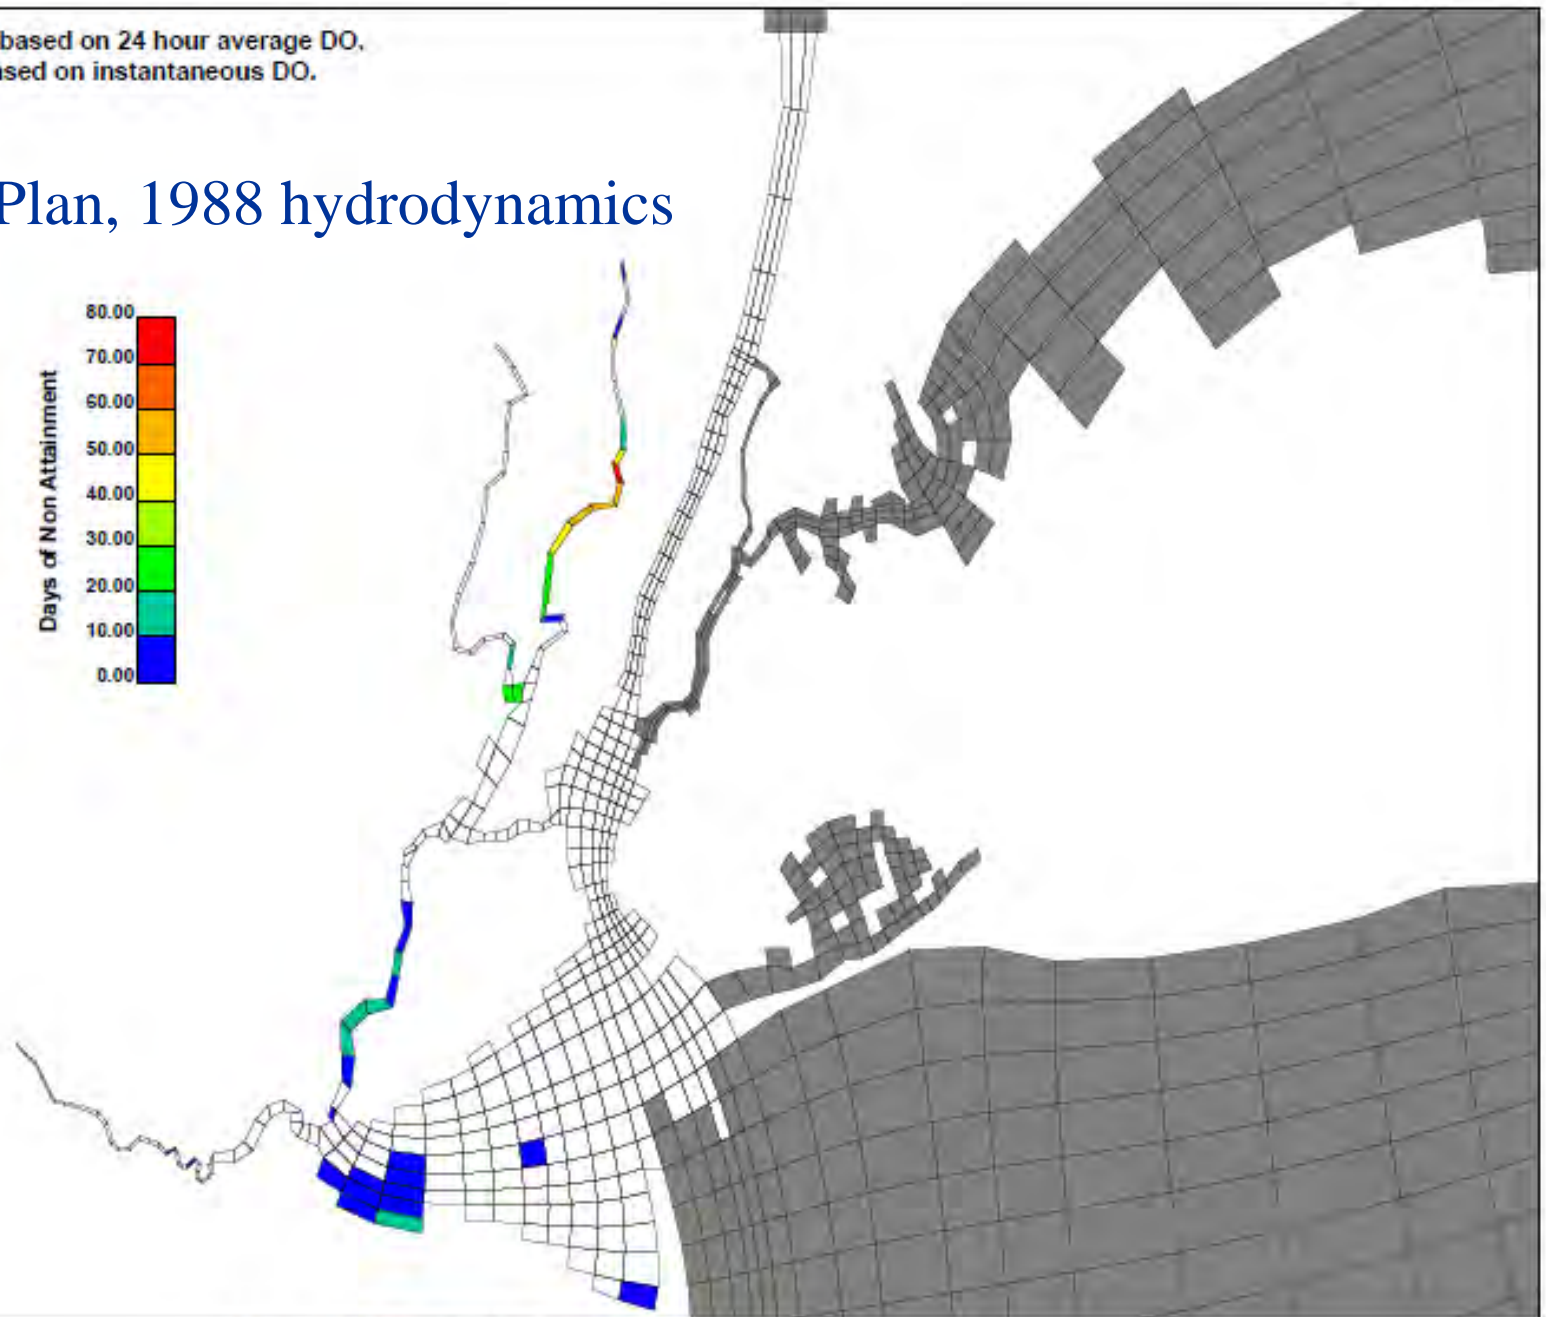 based on 24 hour average DO.
ased on instantaneous DO.
Plan, 1988 hydrodynamics
Days of Non Attainment
80.00
70.00
60.00
50.00
40.00
30.00
20.00
10.00
0.00